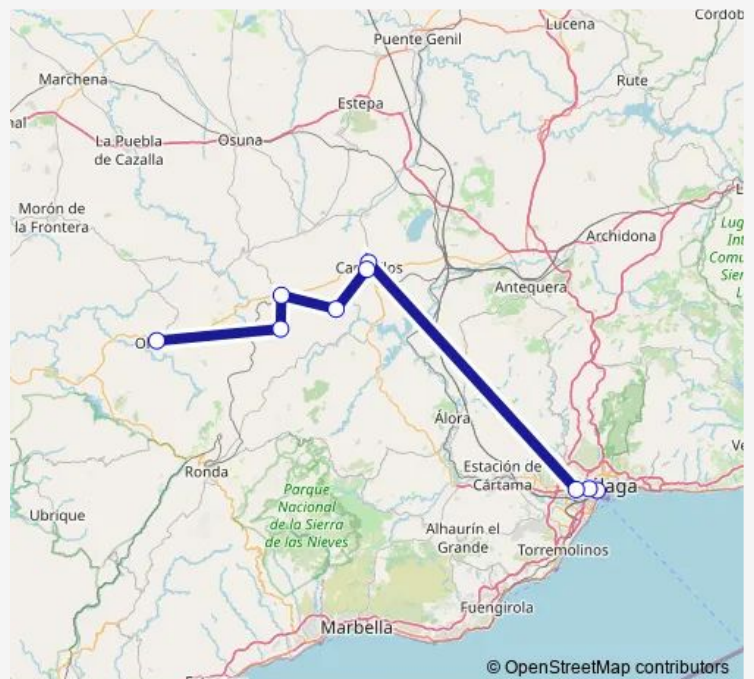 Córdob
Lucena
Puente Genil
Marchena
Rute
Estepa
La Puebla
de Cazalla
Osuna
Morón de
la Frontera
Archidona
Antequera
Álora
Estación de
Cártama
Ronda
Parque
Nacional
de la Sierra
de las Nieves
Ubrique
Alhaurín el
Grande
Torremolinos
Fuengirola
Marbella
© OpenStreetMap contributors